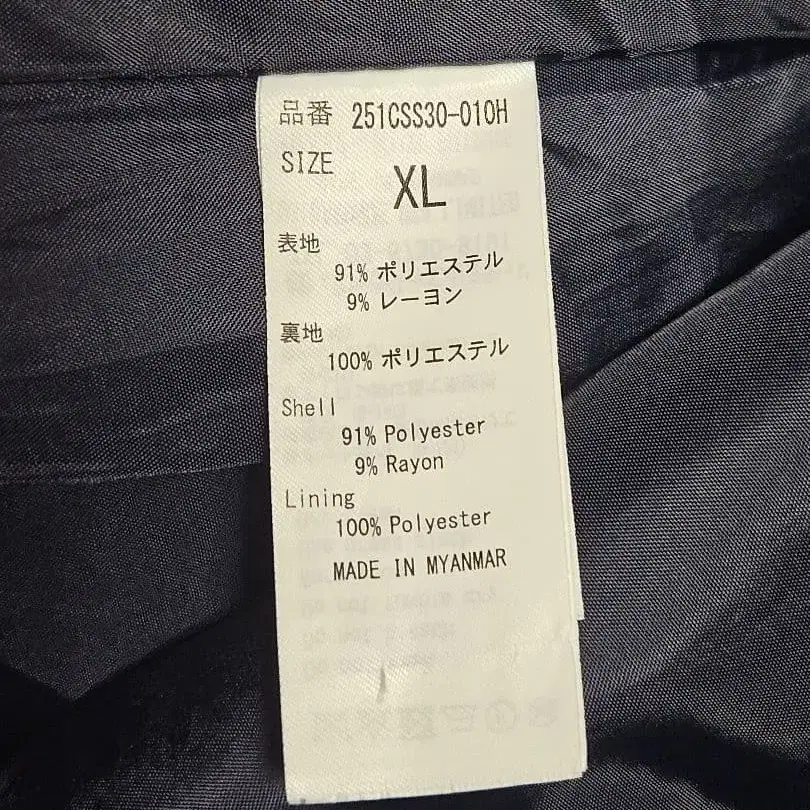 品番 251CSS30-010H
SIZE
XL
表地
91% ポリエステル
9% レーヨン
裏地
100% ポリエステル
Shell
91% Polyester
9% Rayon
Lining
100% Polyester
MADE IN MYANMAR